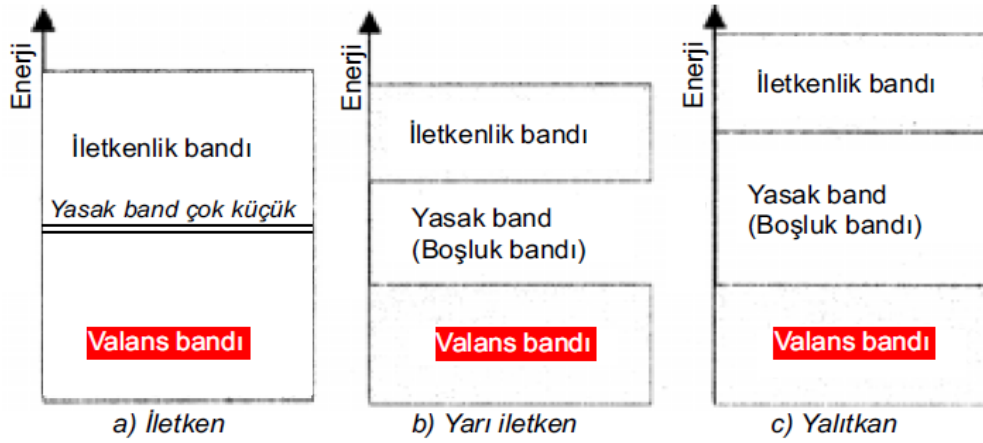 Enerji
İletkenlik bandı
Yasak band çok küçük
Valans bandı
a) İletken
Enerji
İletkenlik bandı
Yasak band
(Boşluk bandı)
Valans bandı
b) Yarı iletken
Enerji
İletkenlik bandı
Yasak band
(Boşluk bandı)
Valans bandı
c) Yalıtkan